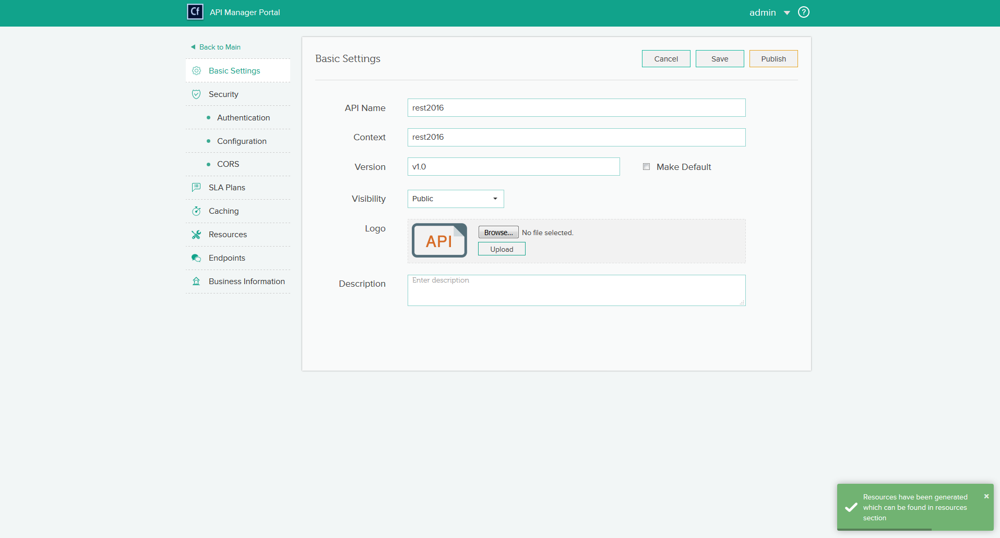 Cf
API Manager Portal
admin
?
Back to Main
Basic Settings
Security
Authentication
Configuration
CORS
SLA Plans
Caching
Resources
Endpoints
Business Information
Basic Settings
Cancel
Save
Publish
API Name
rest2016
Context
rest2016
Version
v1.0
Make Default
Visibility
Public
Logo
API
Browse...
No file selected.
Upload
Description
Enter description
Resources have been generated
which can be found in resources
section